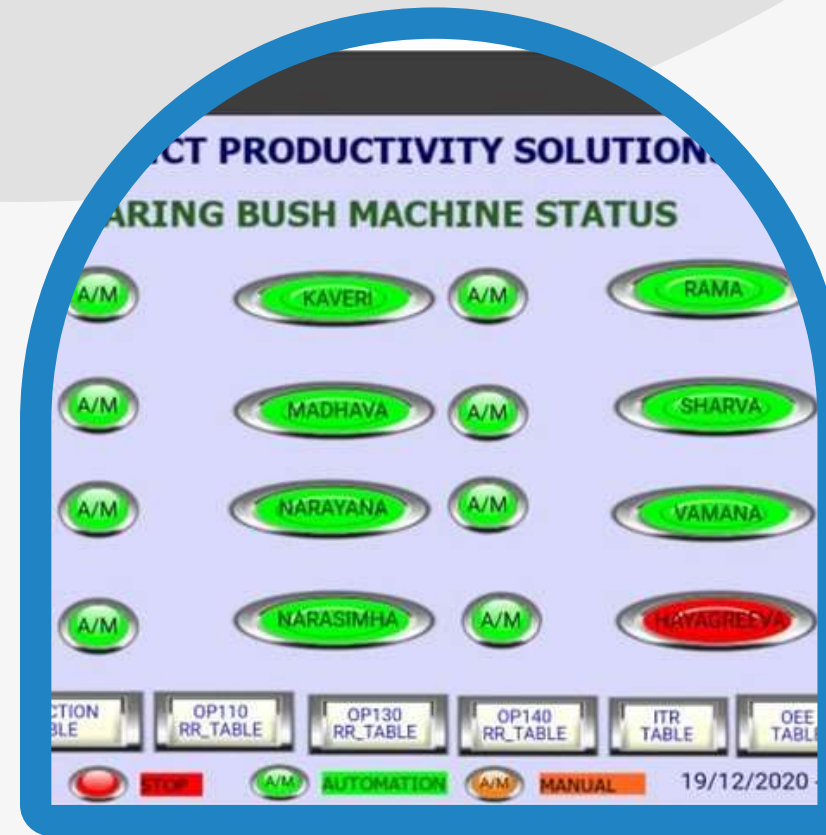 CT PRODUCTIVITY SOLUTION
ARING BUSH MACHINE STATUS
A/M KAVERI A/M RAMA
A/M MADHAVA A/M SHARVA
A/M NARAYANA A/M VAMANA
A/M NARASIMHA A/M HAYAGREEVA
CTION OP110 OP130 OP140 ITR OEE
BLE RR_TABLE RR_TABLE RR_TABLE TABLE TABL
STOP A/M AUTOMATION A/M MANUAL 19/12/2020 -